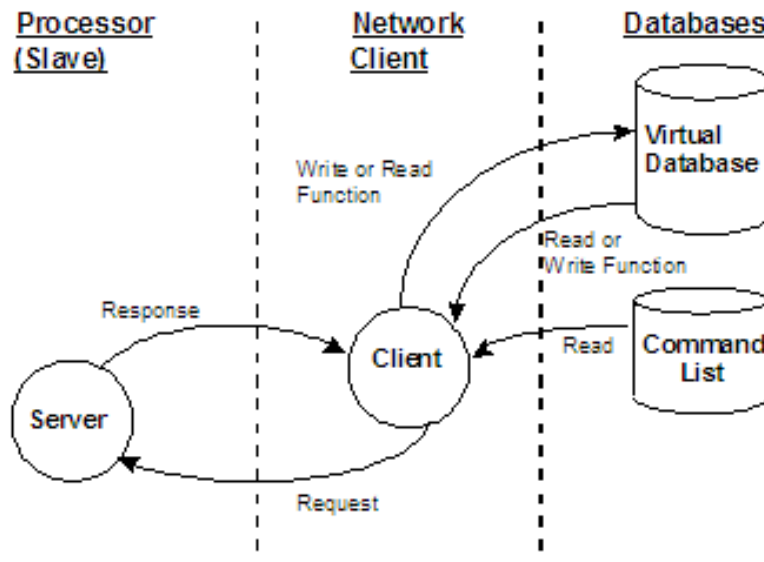 Processor
(Slave)
Network
Client
Databases
Virtual
Database
Write or Read
Function
Read or
Write Function
Response
Client
Read
Command
List
Server
Request